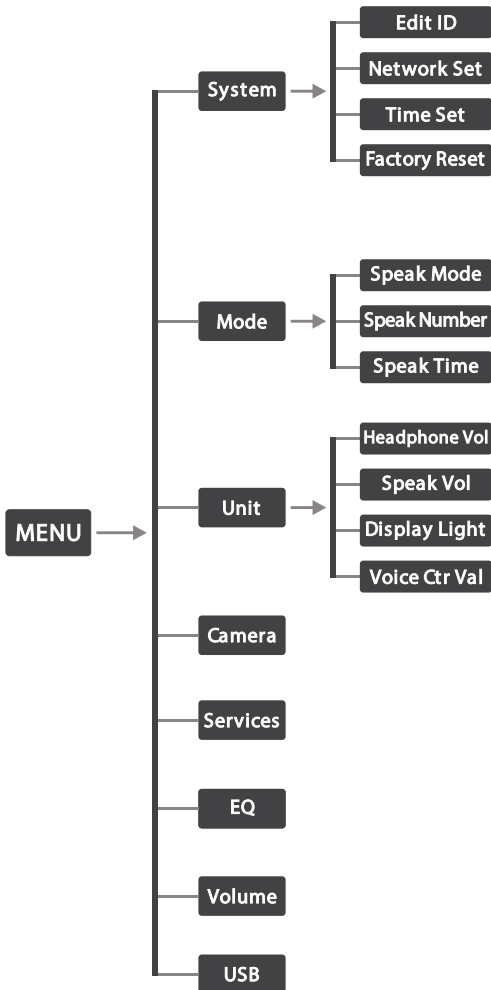 MENU
System
Edit ID
Network Set
Time Set
Factory Reset
Mode
Speak Mode
Speak Number
Speak Time
Unit
Headphone Vol
Speak Vol
Display Light
Voice Ctr Val
Camera
Services
EQ
Volume
USB